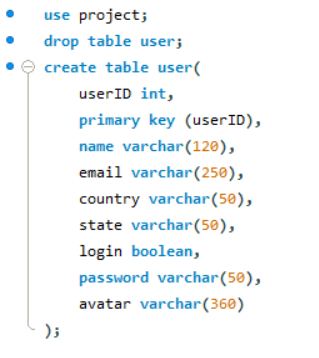 use project;
drop table user;
create table user(
userID int,
primary key (userID),
name varchar(120),
email varchar(250),
country varchar(50),
state varchar(50),
login boolean,
password varchar(50),
avatar varchar(360)
);